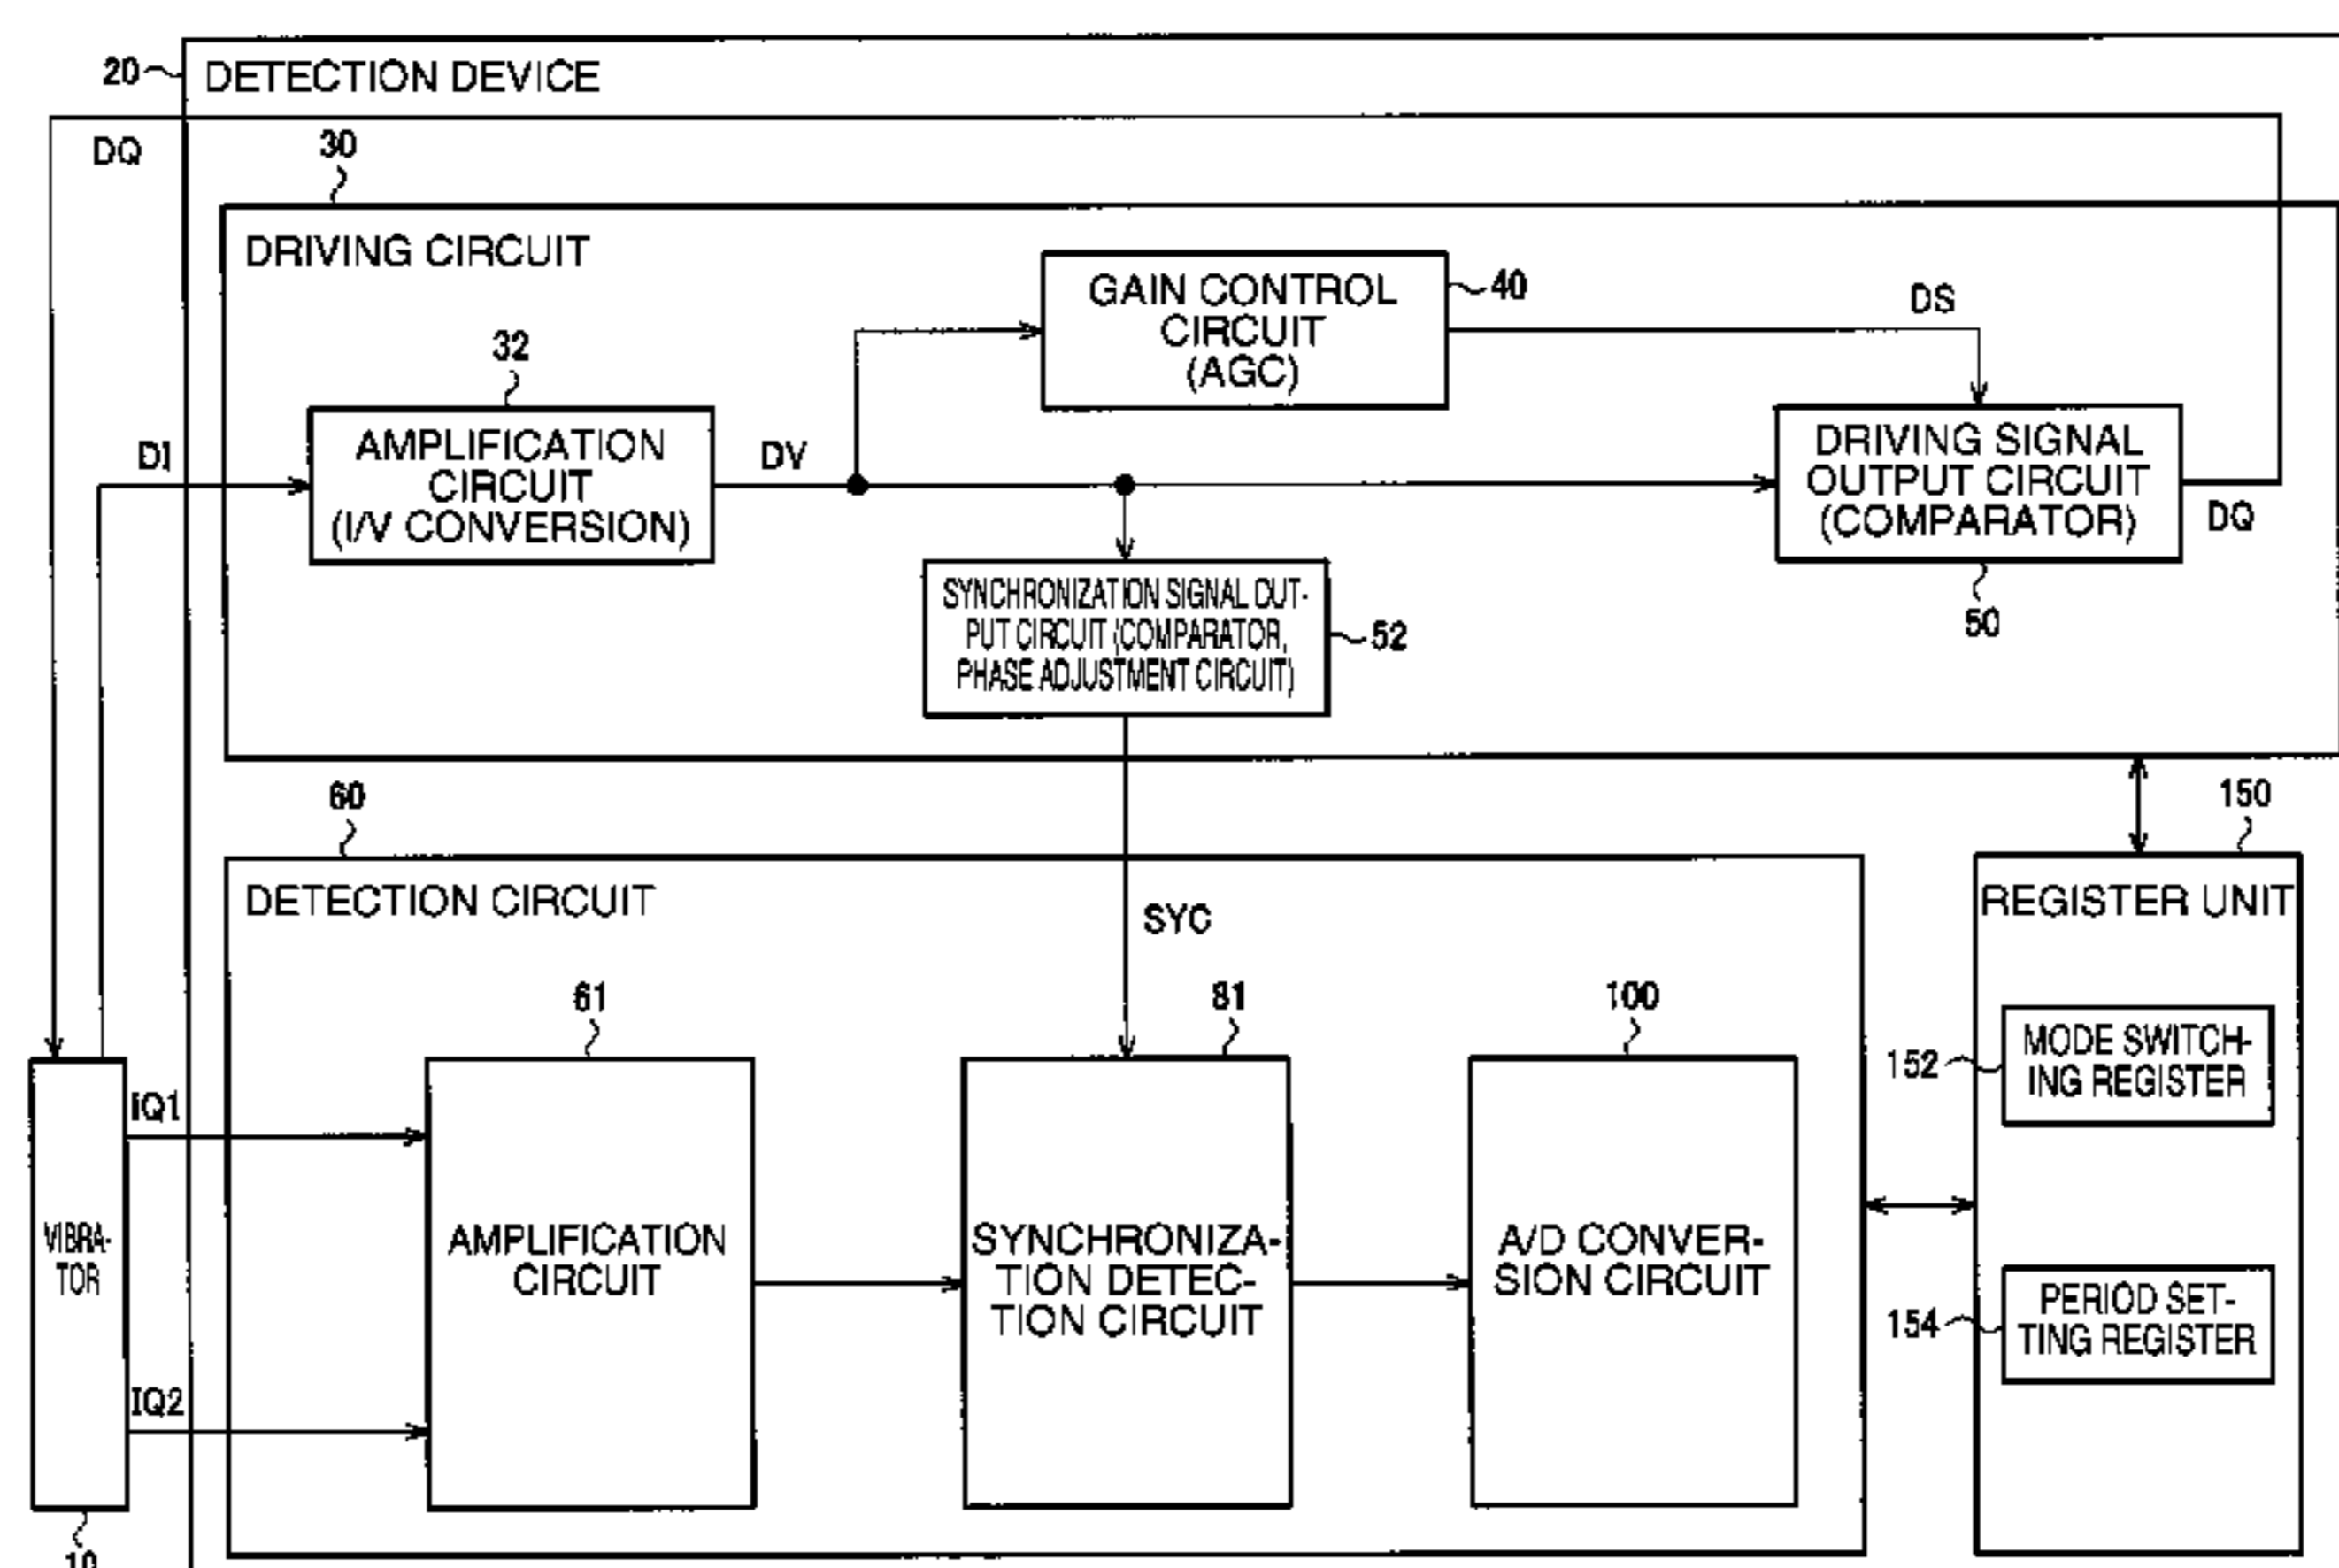 20
DETECTION DEVICE
DQ
30
DRIVING CIRCUIT
GAIN CONTROL
CIRCUIT
(AGC)
40
DS
32
AMPLIFICATION
CIRCUIT
(I/V CONVERSION)
DI
DV
DRIVING SIGNAL
OUTPUT CIRCUIT
(COMPARATOR)
DQ
50
SYNCHRONIZATION SIGNAL OUT-
PUT CIRCUIT (COMPARATOR,
PHASE ADJUSTMENT CIRCUIT)
52
60
150
DETECTION CIRCUIT
SYC
REGISTER UNIT
61
81
100
MODE SWITCH-
ING REGISTER
152
IQ1
VIBRA-
TOR
AMPLIFICATION
CIRCUIT
SYNCHRONIZA-
TION DETEC-
TION CIRCUIT
A/D CONVER-
SION CIRCUIT
PERIOD SET-
TING REGISTER
154
IQ2
10